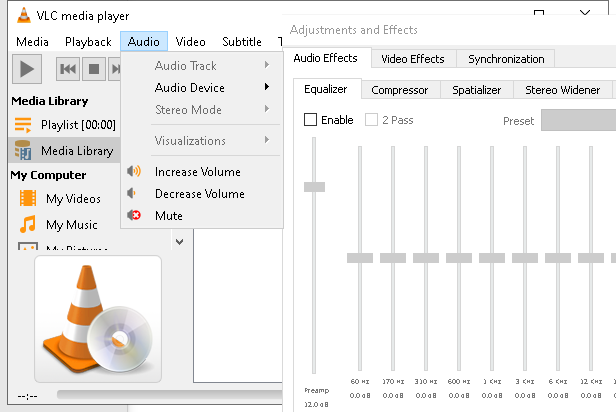 VLC media player
Media Playback Audio Video Subtitle T
Audio Track
Audio Device
Stereo Mode
Visualizations
Increase Volume
Decrease Volume
Mute
Media Library
Playlist [00:00]
Media Library
My Computer
My Videos
My Music
My Pictures
--:--
Adjustments and Effects
Audio Effects Video Effects Synchronization
Equalizer Compressor Spatializer Stereo Widener
Enable 2 Pass Preset
60 Hz 170 Hz 310 Hz 600 Hz 1 KHz 3 KHz 6 KHz 12 KHz
Preamp 0.0 dB 0.0 dB 0.0 dB 0.0 dB 0.0 dB 0.0 dB 0.0 dB 0.0 dB
12.0 dB